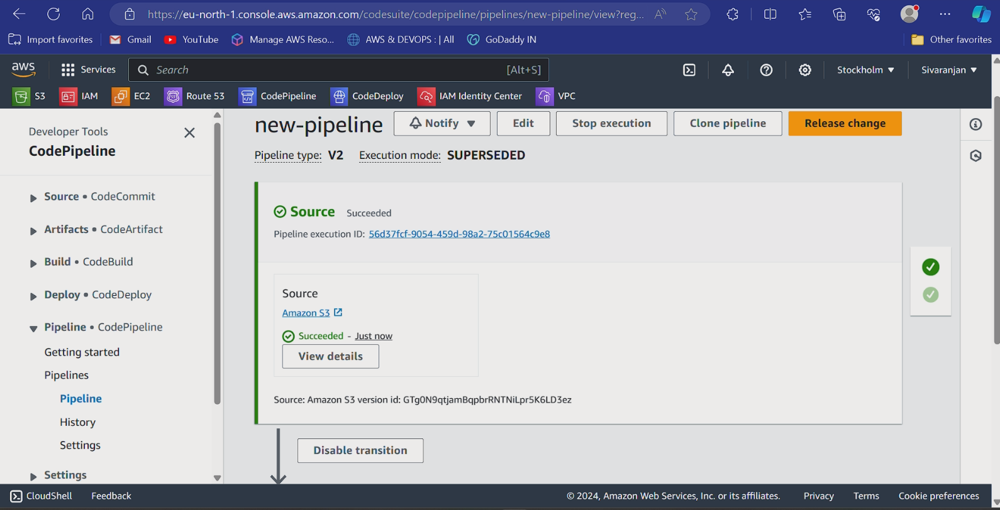 https://eu-north-1.console.aws.amazon.com/codesuite/codepipeline/pipelines/new-pipeline/view?reg...
Import favorites Gmail YouTube Manage AWS Reso... AWS & DEVOPS : | All GoDaddy IN Other favorites
aws Services Search [Alt+S] Stockholm Sivaranjan
S3 IAM EC2 Route 53 CodePipeline CodeDeploy IAM Identity Center VPC
Developer Tools
CodePipeline
Source • CodeCommit
Artifacts • CodeArtifact
Build • CodeBuild
Deploy • CodeDeploy
Pipeline • CodePipeline
Getting started
Pipelines
Pipeline
History
Settings
Settings
new-pipeline Notify Edit Stop execution Clone pipeline Release change
Pipeline type: V2 Execution mode: SUPERSEDED
Source Succeeded
Pipeline execution ID: 56d37fcf-9054-459d-98a2-75c01564c9e8
Source
Amazon S3
Succeeded - Just now
View details
Source: Amazon S3 version id: GTg0N9qtjamBqpbrRNTNiLpr5K6LD3ez
Disable transition
CloudShell Feedback © 2024, Amazon Web Services, Inc. or its affiliates. Privacy Terms Cookie preferences